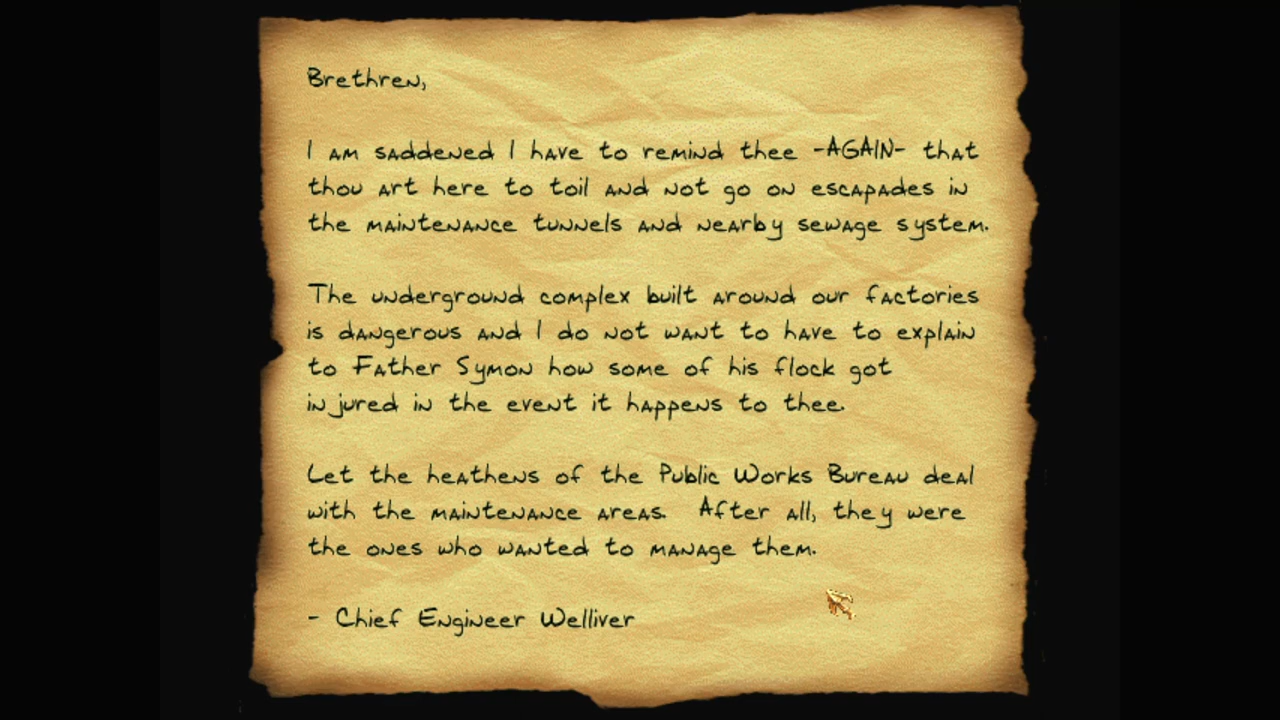 Brethren,
I am saddened I have to remind thee -AGAIN- that
thou art here to toil and not go on escapades in
the maintenance tunnels and nearby sewage system.
The underground complex built around our factories
is dangerous and I do not want to have to explain
to Father Symon how some of his flock got
injured in the event it happens to thee.
Let the heathens of the Public Works Bureau deal
with the maintenance areas. After all, they were
the ones who wanted to manage them.
- Chief Engineer Welliver